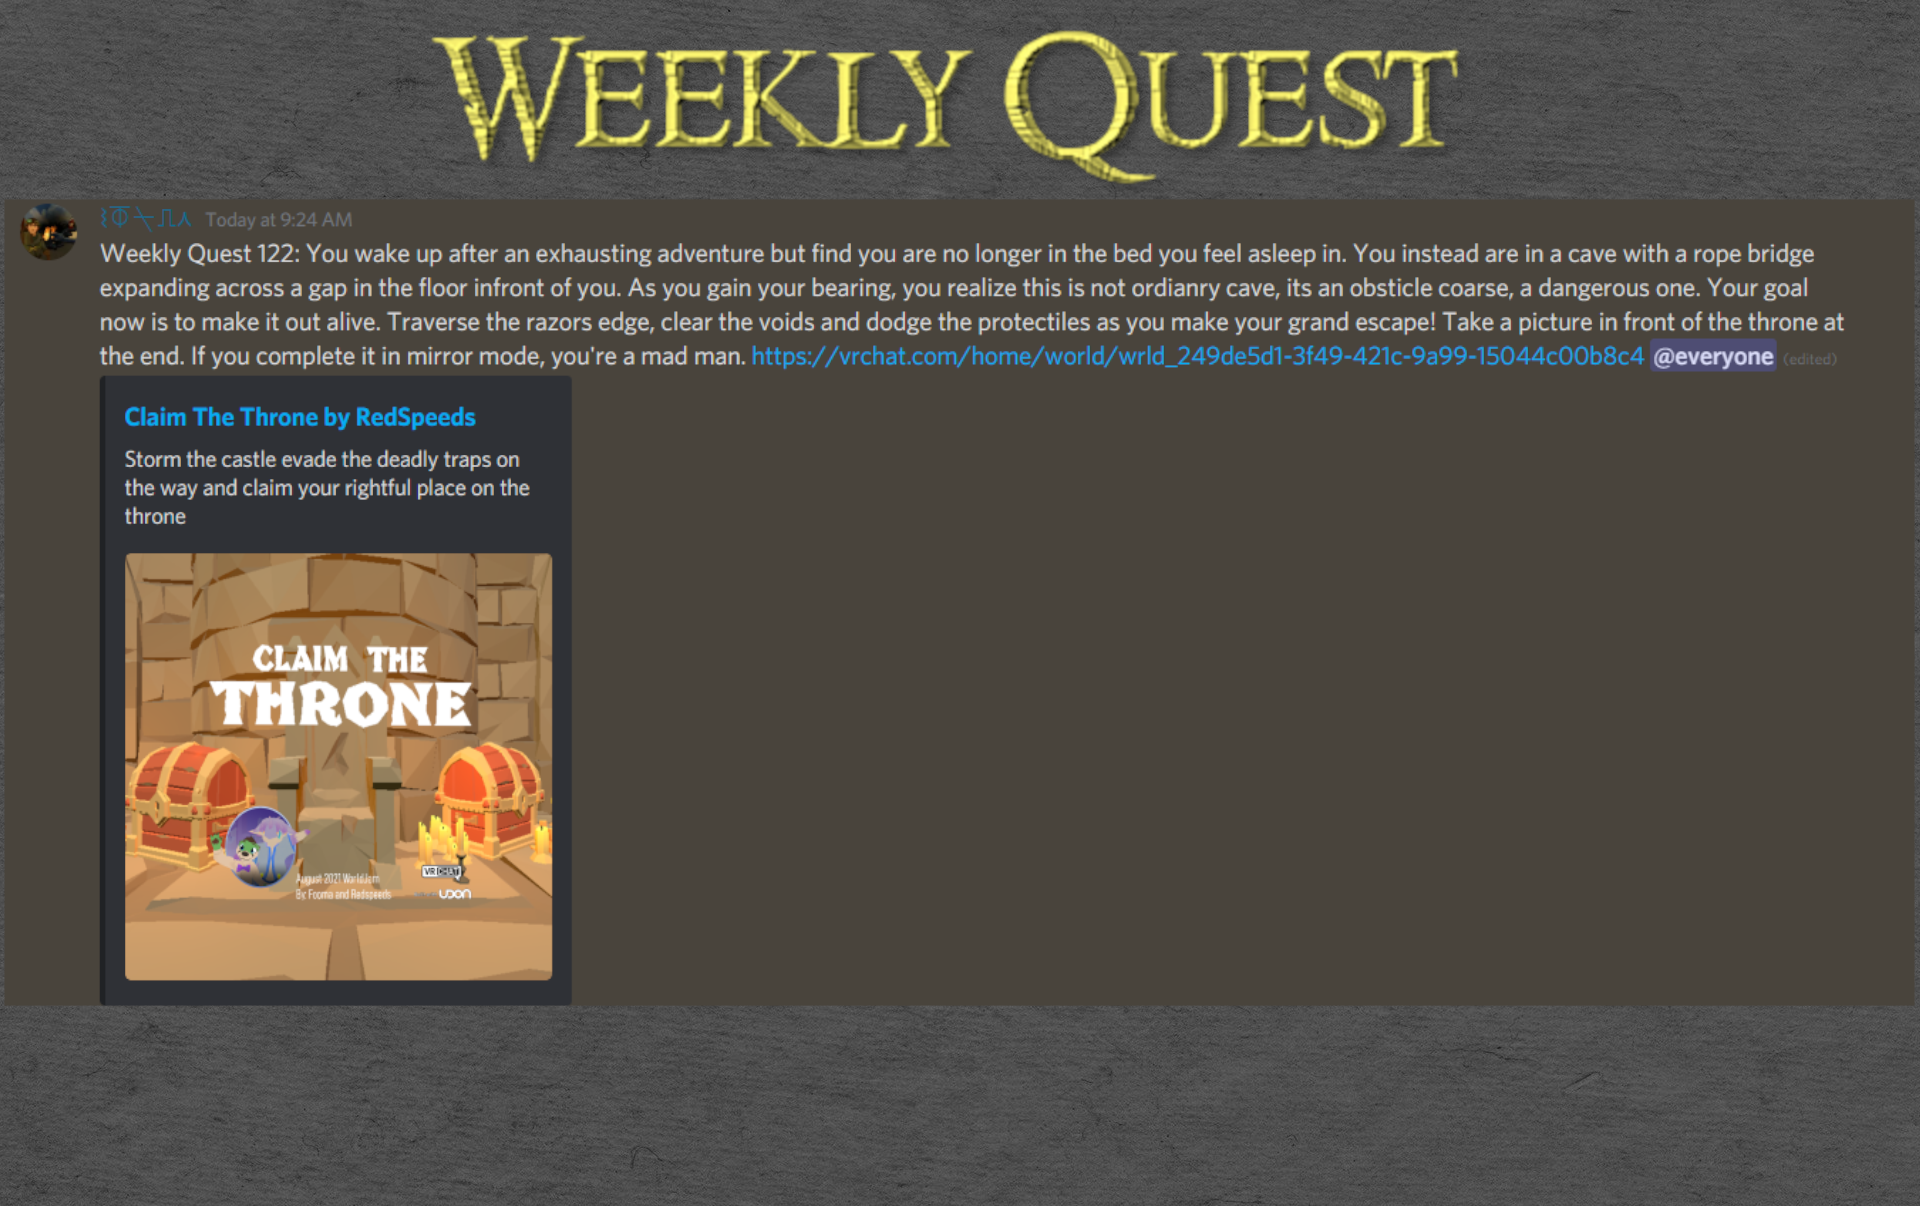 WEEKLY QUEST
Today at 9:24 AM
Weekly Quest 122: You wake up after an exhausting adventure but find you are no longer in the bed you feel asleep in. You instead are in a cave with a rope bridge
expanding across a gap in the floor infront of you. As you gain your bearing, you realize this is not ordianry cave, its an obsticle coarse, a dangerous one. Your goal
now is to make it out alive. Traverse the razors edge, clear the voids and dodge the protectiles as you make your grand escape! Take a picture in front of the throne at
the end. If you complete it in mirror mode, you're a mad man. https://vrchat.com/home/world/wrld_249de5d1-3f49-421c-9a99-15044c00b8c4 @everyone (edited)
Claim The Throne by RedSpeeds
Storm the castle evade the deadly traps on
the way and claim your rightful place on the
throne
CLAIM THE
THRONE
August 2021 WorldJam
By: Fooma and Redspeeds
VRCHAT
UDON